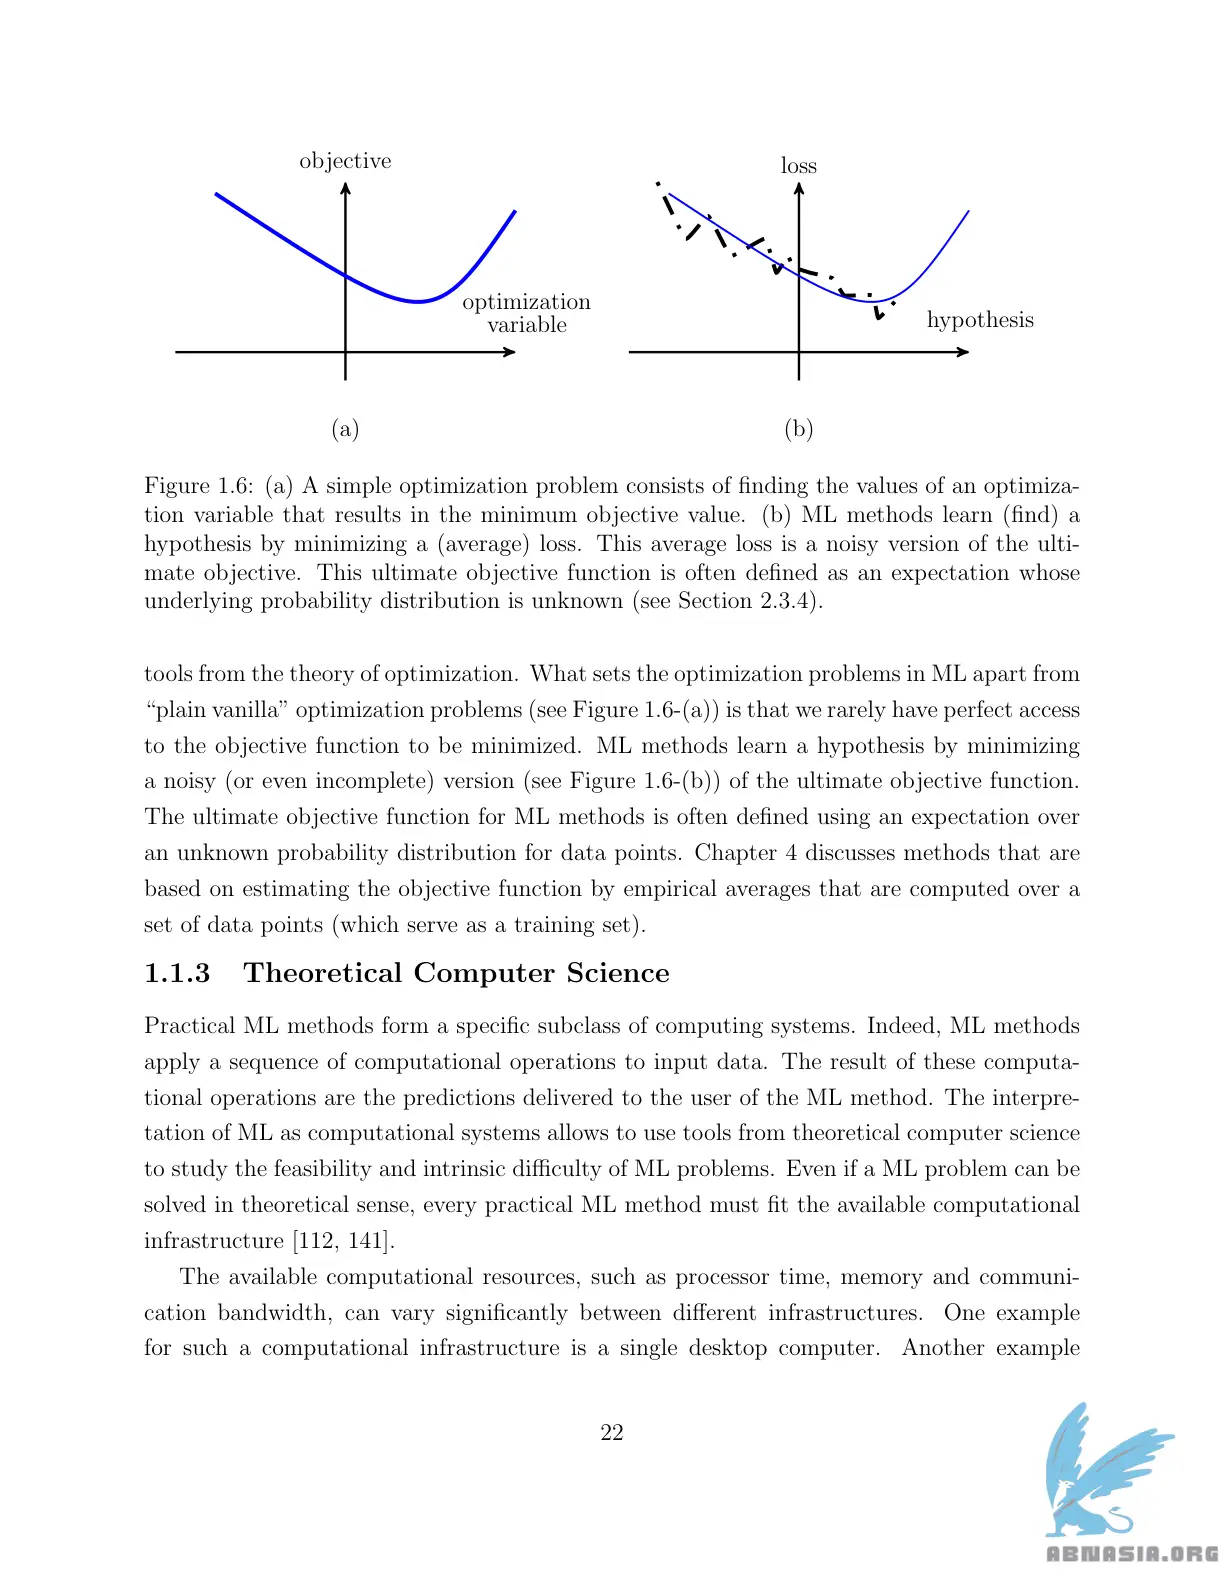 objective
optimization
variable
(a)
loss
hypothesis
(b)
Figure 1.6: (a) A simple optimization problem consists of finding the values of an optimiza-
tion variable that results in the minimum objective value. (b) ML methods learn (find) a
hypothesis by minimizing a (average) loss. This average loss is a noisy version of the ulti-
mate objective. This ultimate objective function is often defined as an expectation whose
underlying probability distribution is unknown (see Section 2.3.4).
tools from the theory of optimization. What sets the optimization problems in ML apart from
“plain vanilla” optimization problems (see Figure 1.6-(a)) is that we rarely have perfect access
to the objective function to be minimized. ML methods learn a hypothesis by minimizing
a noisy (or even incomplete) version (see Figure 1.6-(b)) of the ultimate objective function.
The ultimate objective function for ML methods is often defined using an expectation over
an unknown probability distribution for data points. Chapter 4 discusses methods that are
based on estimating the objective function by empirical averages that are computed over a
set of data points (which serve as a training set).
1.1.3 Theoretical Computer Science
Practical ML methods form a specific subclass of computing systems. Indeed, ML methods
apply a sequence of computational operations to input data. The result of these computa-
tional operations are the predictions delivered to the user of the ML method. The interpre-
tation of ML as computational systems allows to use tools from theoretical computer science
to study the feasibility and intrinsic difficulty of ML problems. Even if a ML problem can be
solved in theoretical sense, every practical ML method must fit the available computational
infrastructure [112, 141].
The available computational resources, such as processor time, memory and communi-
cation bandwidth, can vary significantly between different infrastructures. One example
for such a computational infrastructure is a single desktop computer. Another example
22
ABNASIA.ORG